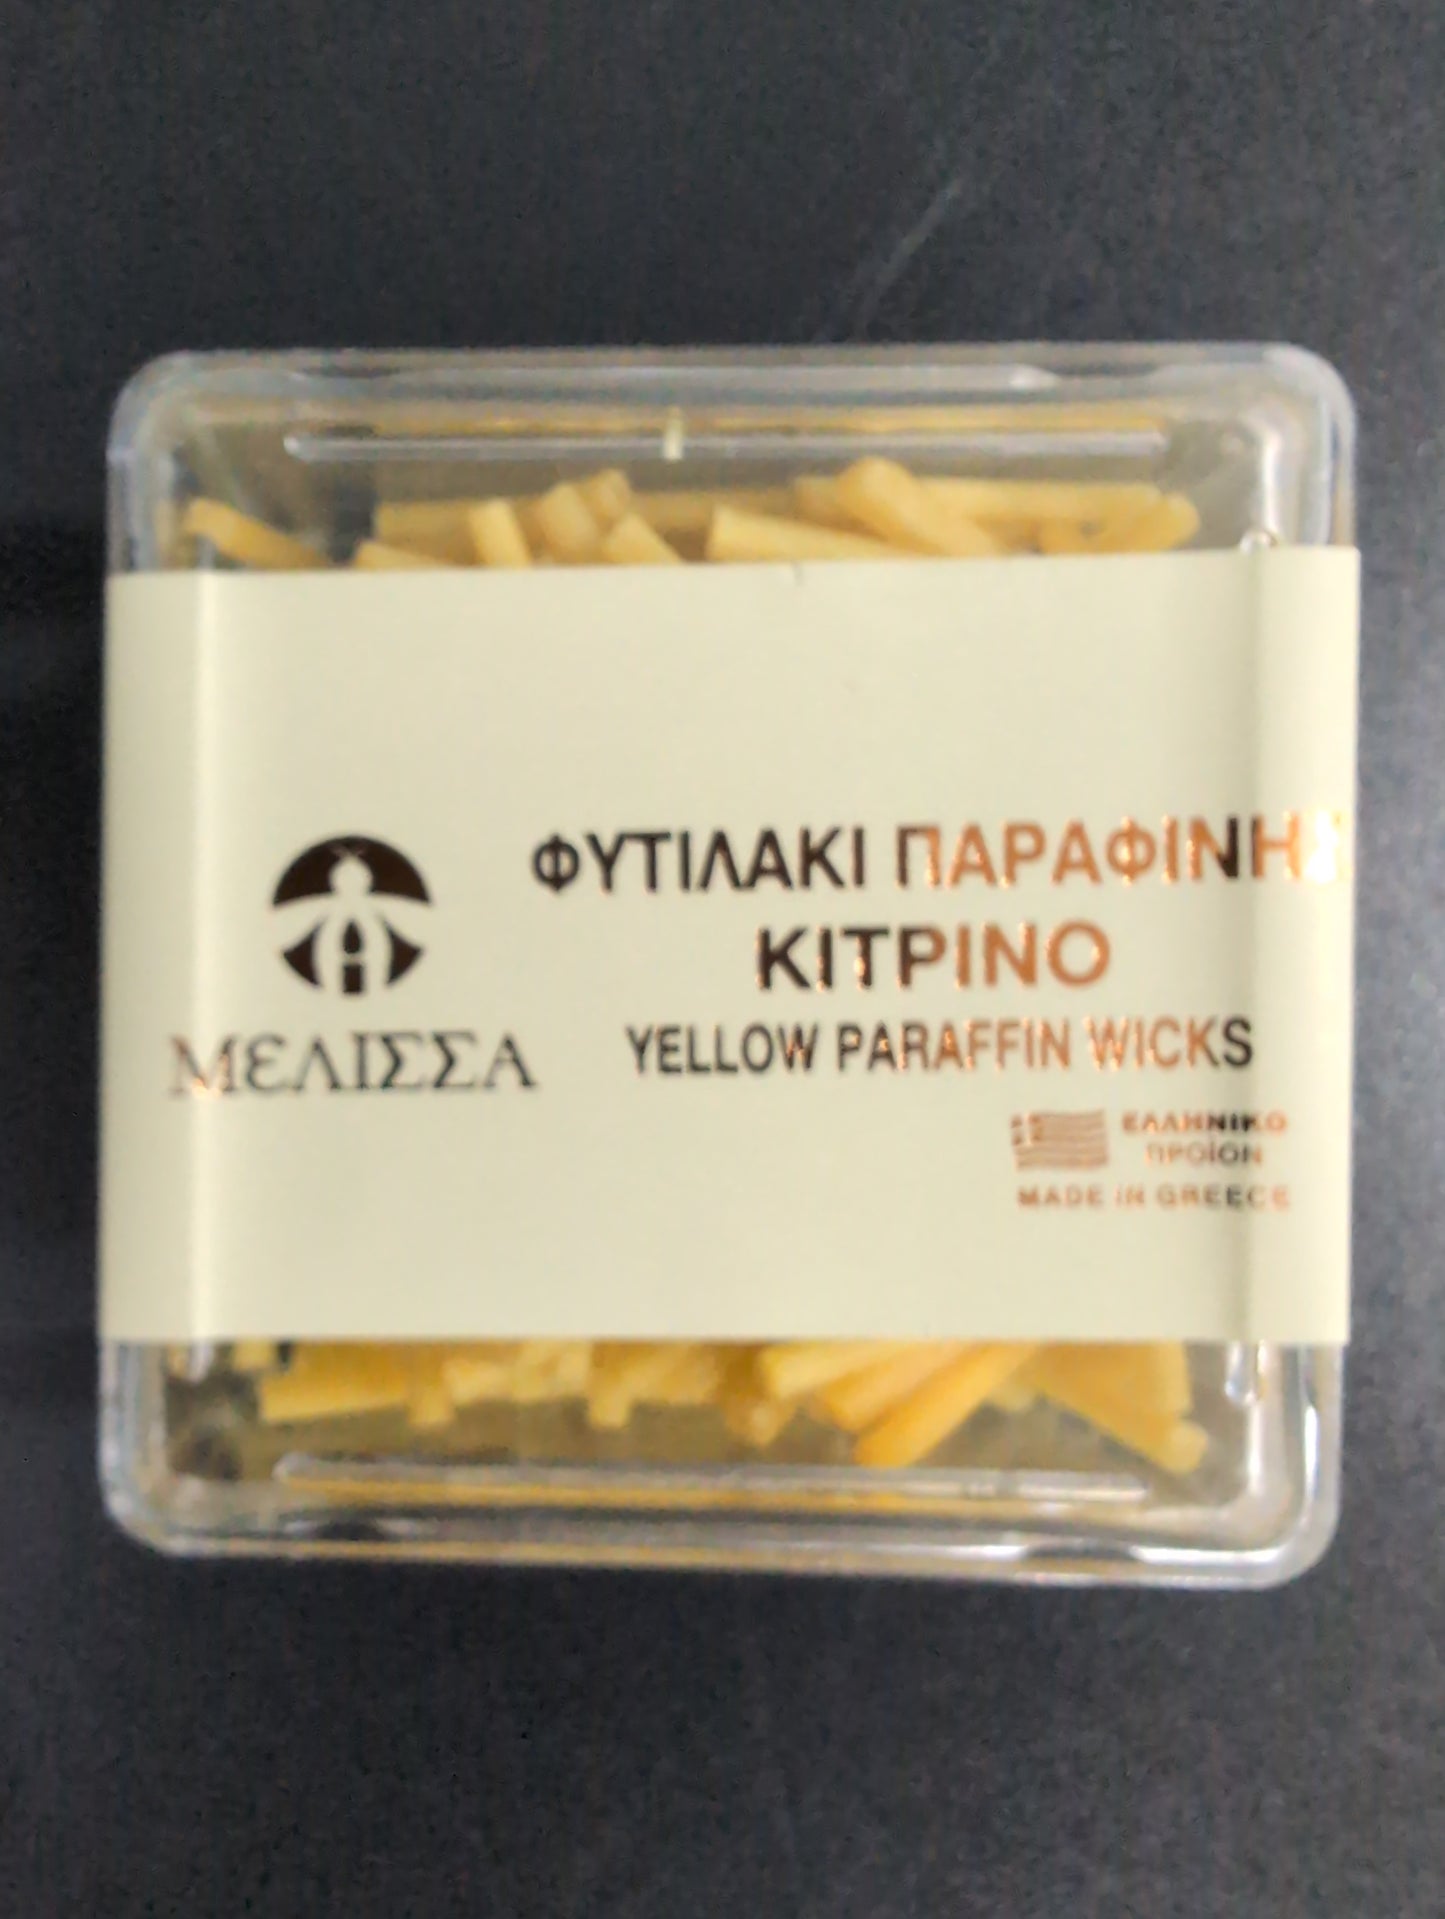 ΦΥΤΙΛΑΚΙ ΠΑΡΑΦΙΝΗΣ
ΚΙΤΡΙΝΟ
YELLOW PARAFFIN WICKS
ΜΕΛΙΣΣΑ
ΕΛΛΗΝΙΚΟ
ΠΡΟΪΟΝ
MADE IN GREECE